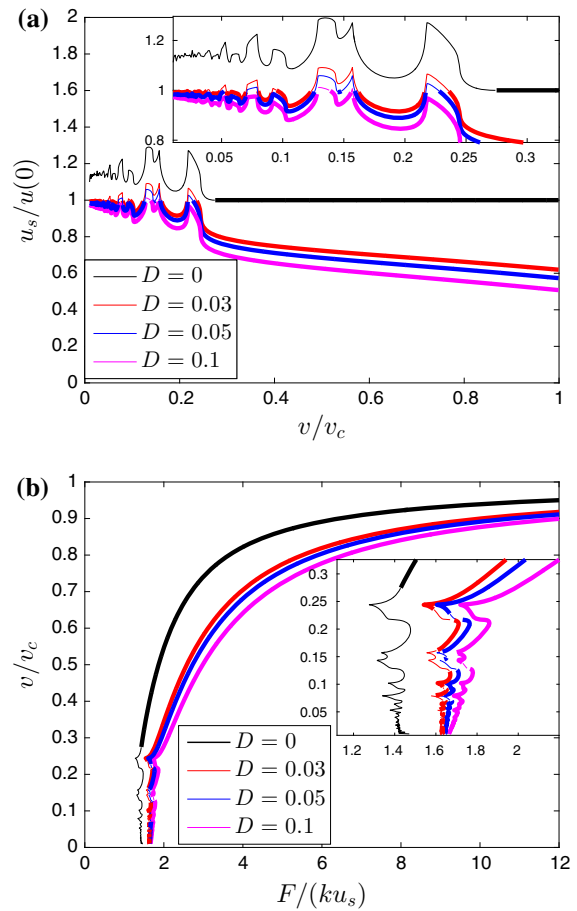 (a)
2
1.8
1.6
1.4
1.2
1
0.8
0.6
0.4
0.2
0
u_s/u(0)
1.2
1
0.8
0.05 0.1 0.15 0.2 0.25 0.3
D = 0
D = 0.03
D = 0.05
D = 0.1
0 0.2 0.4 0.6 0.8 1
v/v_c
(b)
1
0.9
0.8
0.7
0.6
0.5
0.4
0.3
0.2
0.1
0
v/v_c
0.3
0.25
0.2
0.15
0.1
0.05
1.2 1.4 1.6 1.8 2
D = 0
D = 0.03
D = 0.05
D = 0.1
0 2 4 6 8 10 12
F/(ku_s)